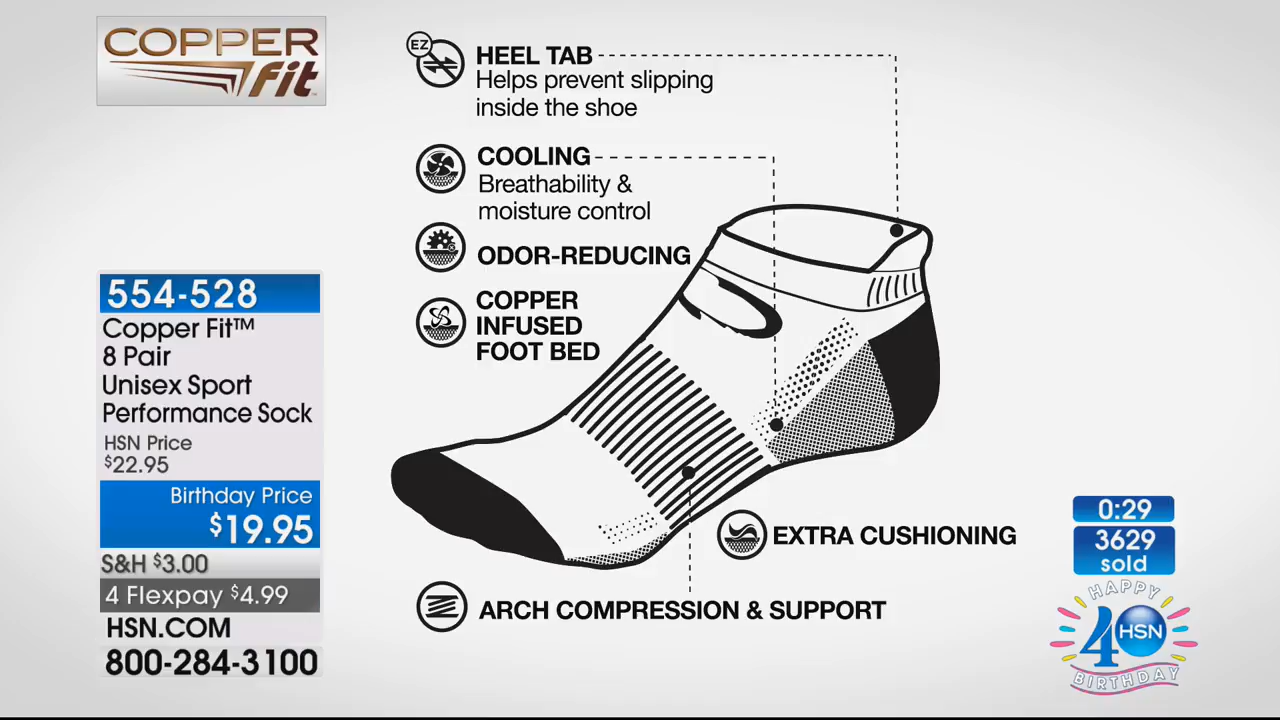 COPPER
fit
EZ
HEEL TAB
Helps prevent slipping
inside the shoe
COOLING
Breathability &
moisture control
ODOR-REDUCING
COPPER
INFUSED
FOOT BED
EXTRA CUSHIONING
ARCH COMPRESSION & SUPPORT
554-528
Copper Fit™
8 Pair
Unisex Sport
Performance Sock
HSN Price
$22.95
Birthday Price
$19.95
S&H $3.00
4 Flexpay $4.99
HSN.COM
800-284-3100
0:29
3629
sold
HAPPY
40 HSN
BIRTHDAY